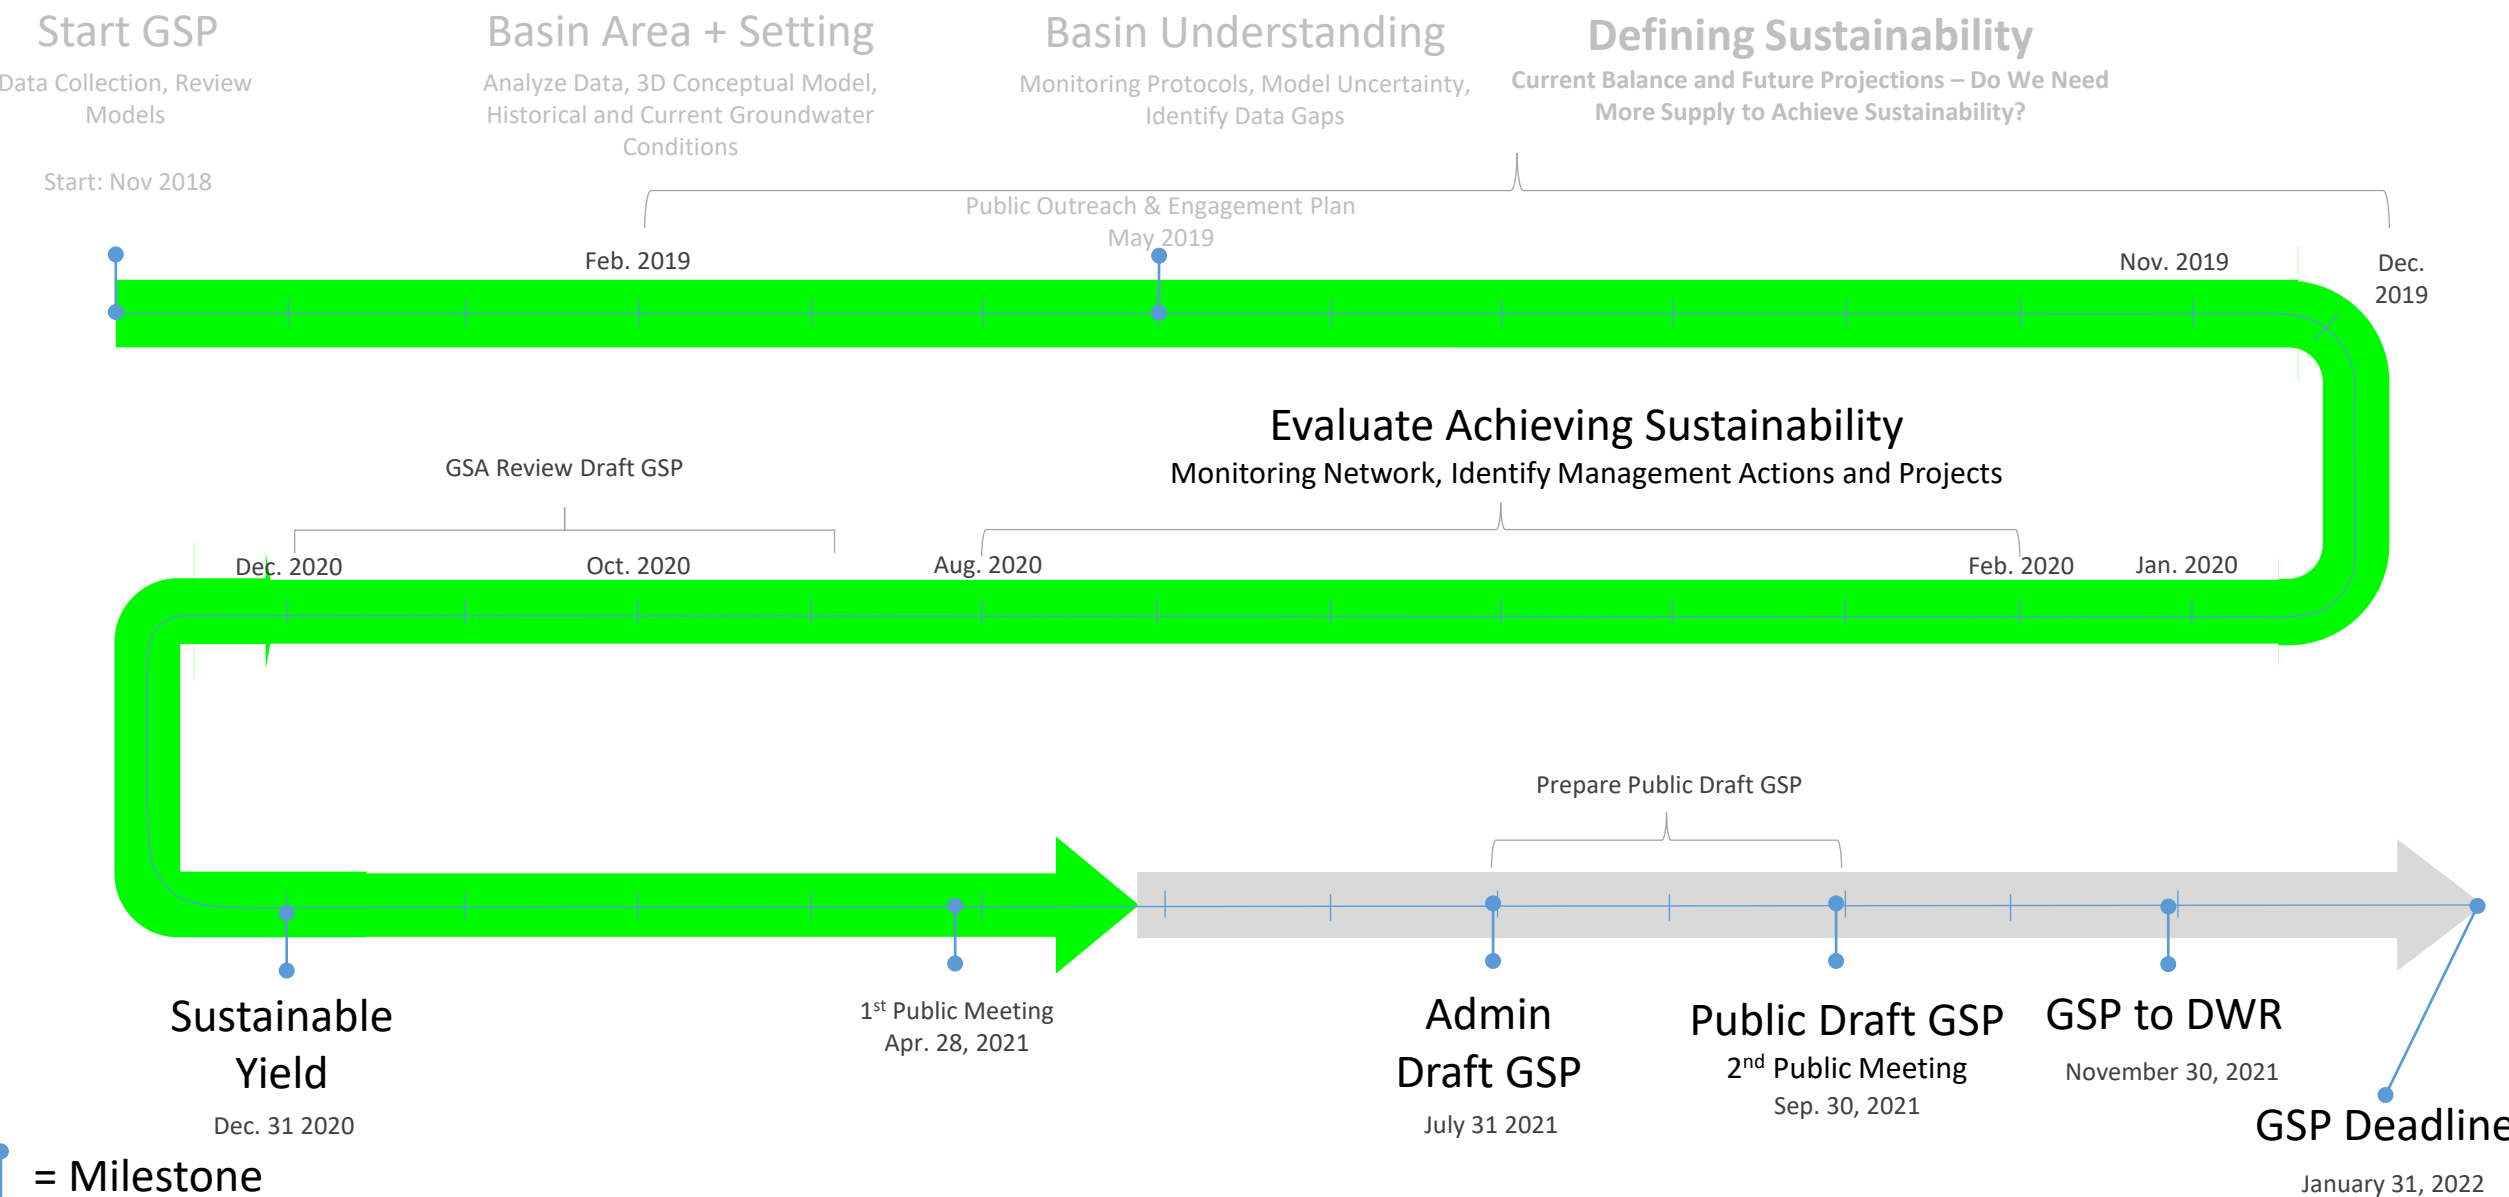 Start GSP
Data Collection, Review
Models
Start: Nov 2018
Basin Area + Setting
Analyze Data, 3D Conceptual Model,
Historical and Current Groundwater
Conditions
Basin Understanding
Monitoring Protocols, Model Uncertainty,
Identify Data Gaps
Defining Sustainability
Current Balance and Future Projections – Do We Need
More Supply to Achieve Sustainability?
Public Outreach & Engagement Plan
May 2019
Feb. 2019
Nov. 2019
Dec.
2019
Evaluate Achieving Sustainability
Monitoring Network, Identify Management Actions and Projects
GSA Review Draft GSP
Dec. 2020
Oct. 2020
Aug. 2020
Feb. 2020
Jan. 2020
Prepare Public Draft GSP
Sustainable
Yield
Dec. 31 2020
1st Public Meeting
Apr. 28, 2021
Admin
Draft GSP
July 31 2021
Public Draft GSP
2nd Public Meeting
Sep. 30, 2021
GSP to DWR
November 30, 2021
GSP Deadline
January 31, 2022
= Milestone